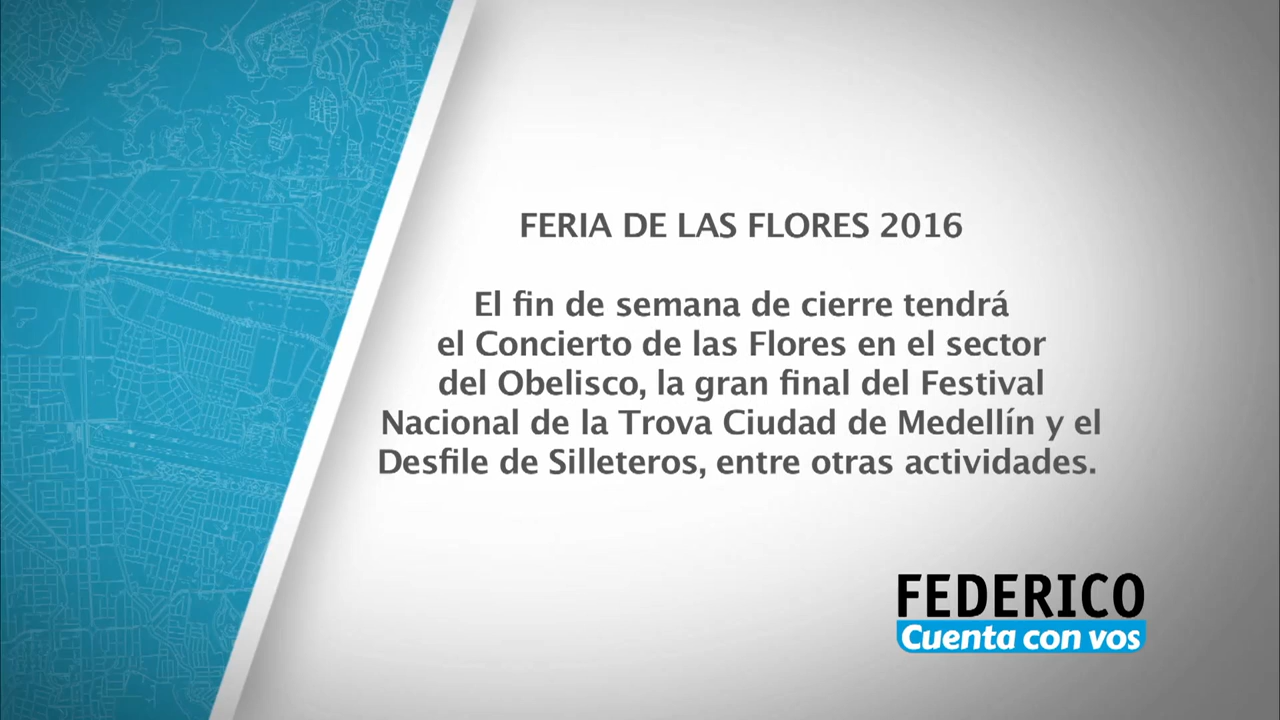 FERIA DE LAS FLORES 2016
El fin de semana de cierre tendrá
el Concierto de las Flores en el sector
del Obelisco, la gran final del Festival
Nacional de la Trova Ciudad de Medellín y el
Desfile de Silleteros, entre otras actividades.
FEDERICO
Cuenta con vos